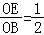 OE/OB = 1/2